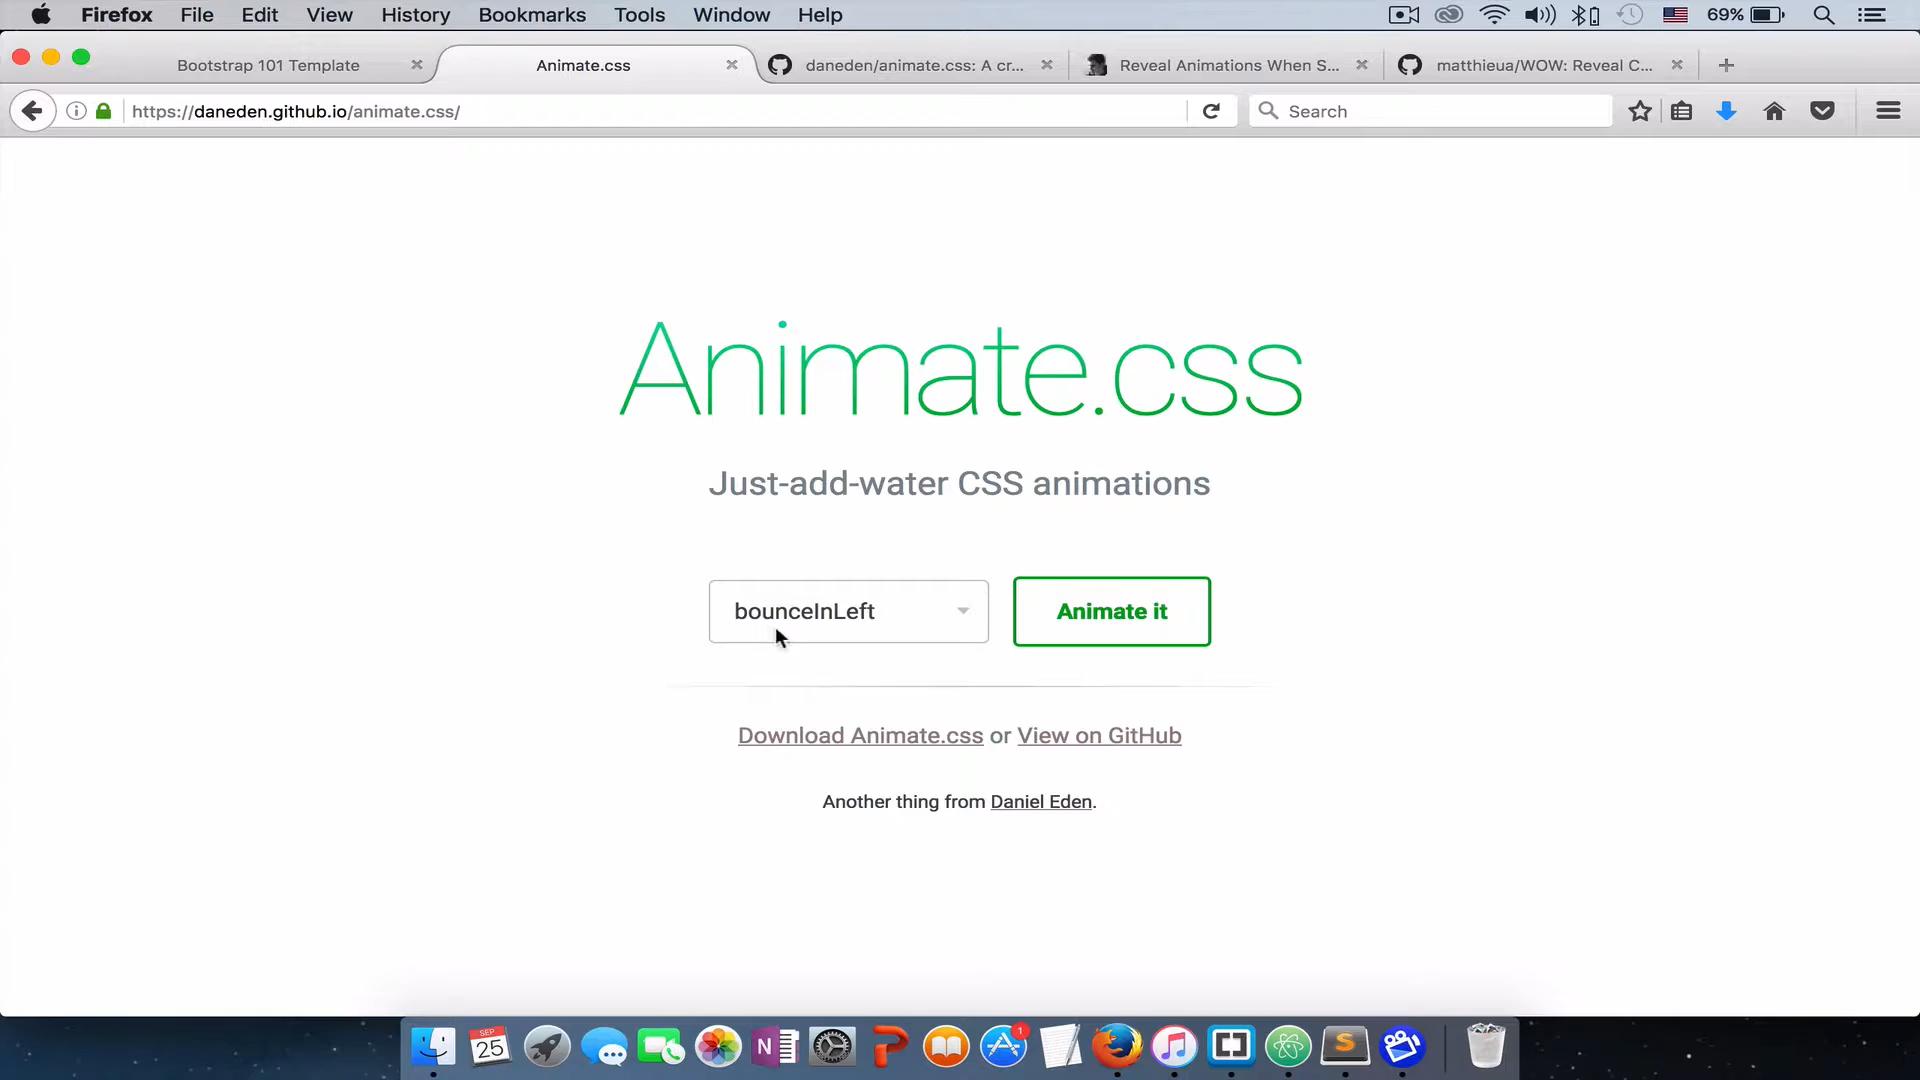 Firefox File Edit View History Bookmarks Tools Window Help 69%
Bootstrap 101 Template Animate.css daneden/animate.css: A cr... Reveal Animations When S... matthieua/WOW: Reveal C...
https://daneden.github.io/animate.css/ Search
Animate.css
Just-add-water CSS animations
bounceInLeft Animate it
Download Animate.css or View on GitHub
Another thing from Daniel Eden.
SEP
25
N
1
S